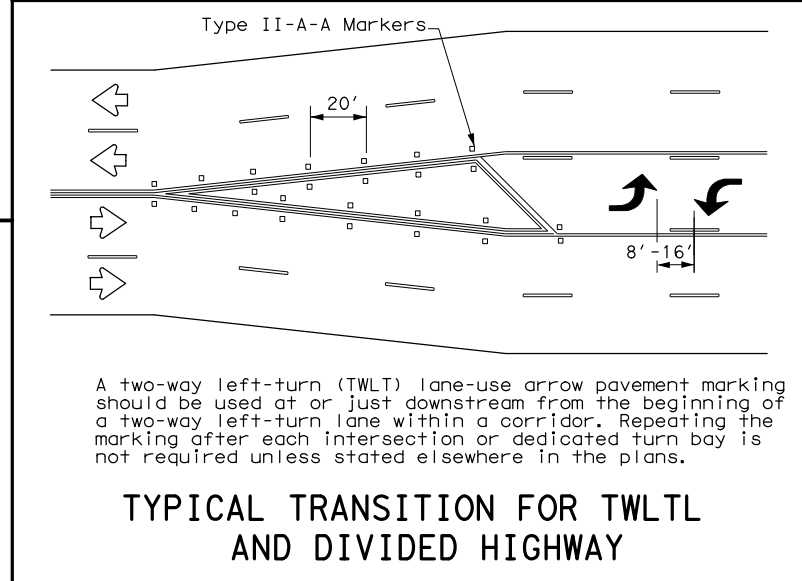 Type II-A-A Markers
20'
8'-16'
A two-way left-turn (TWLT) lane-use arrow pavement marking
should be used at or just downstream from the beginning of
a two-way left-turn lane within a corridor. Repeating the
marking after each intersection or dedicated turn bay is
not required unless stated elsewhere in the plans.
TYPICAL TRANSITION FOR TWLTL
AND DIVIDED HIGHWAY